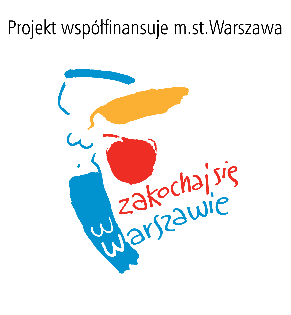 Projekt współfinansuje m.st.Warszawa
zakochaj się
w warszawie